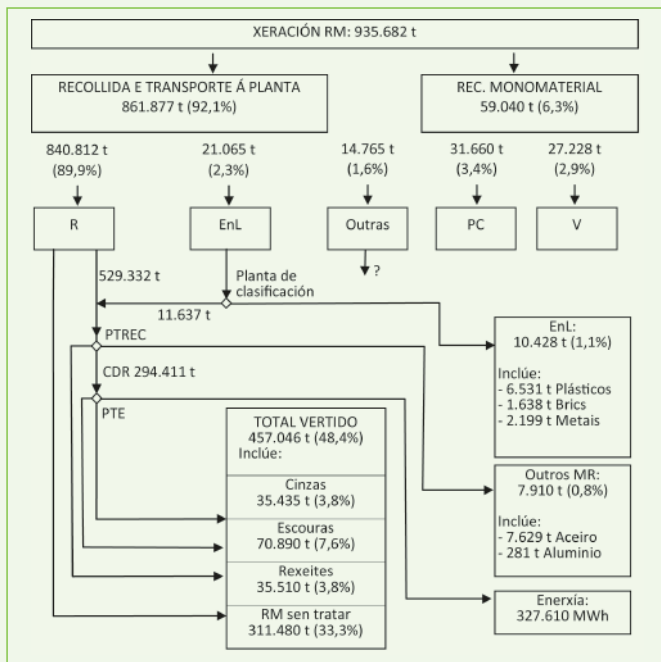 XERACIÓN RM: 935.682 t
RECOLLIDA E TRANSPORTE Á PLANTA
861.877 t (92,1%)
REC. MONOMATERIAL
59.040 t (6,3%)
840.812 t
(89,9%)
21.065 t
(2,3%)
14.765 t
(1,6%)
31.660 t
(3,4%)
27.228 t
(2,9%)
R
EnL
Outras
PC
V
?
529.332 t
Planta de
clasificación
11.637 t
PTREC
CDR 294.411 t
PTE
EnL:
10.428 t (1,1%)
Inclúe:
- 6.531 t Plásticos
- 1.638 t Brics
- 2.199 t Metais
TOTAL VERTIDO
457.046 t (48,4%)
Inclúe:
Cinzas
35.435 t (3,8%)
Escouras
70.890 t (7,6%)
Rexeites
35.510 t (3,8%)
RM sen tratar
311.480 t (33,3%)
Outros MR:
7.910 t (0,8%)
Inclúe:
- 7.629 t Aceiro
- 281 t Aluminio
Enerxía:
327.610 MWh